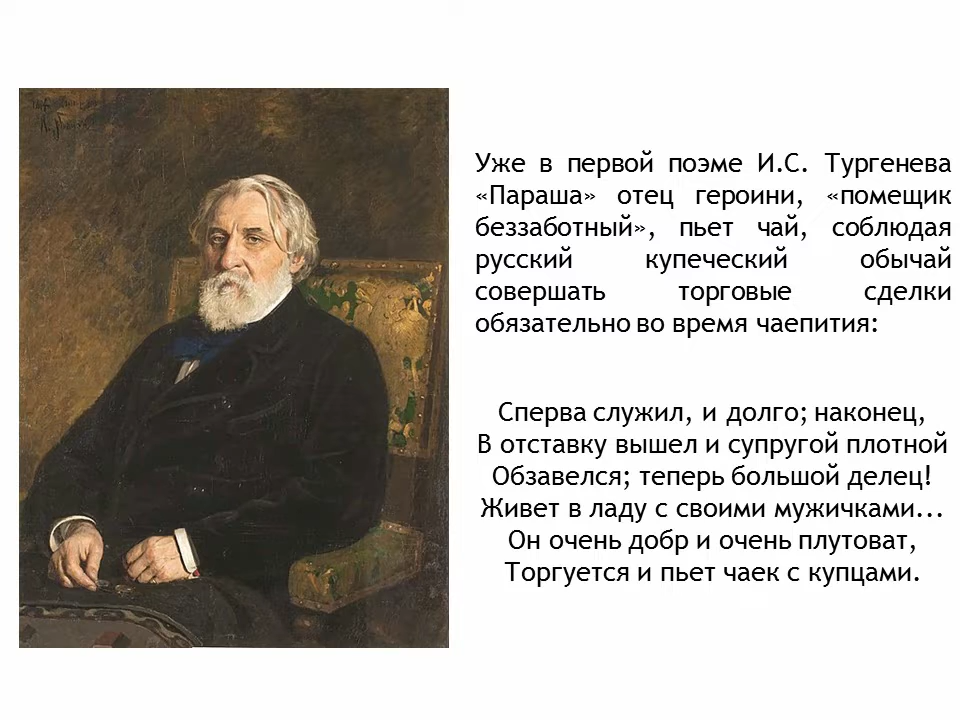 Уже в первой поэме И.С. Тургенева
«Параша» отец героини, «помещик
беззаботный», пьет чай, соблюдая
русский купеческий обычай
совершать торговые сделки
обязательно во время чаепития:
Сперва служил, и долго; наконец,
В отставку вышел и супругой плотной
Обзавелся; теперь большой делец!
Живет в ладу с своими мужичками...
Он очень добр и очень плутоват,
Торгуется и пьет чаек с купцами.